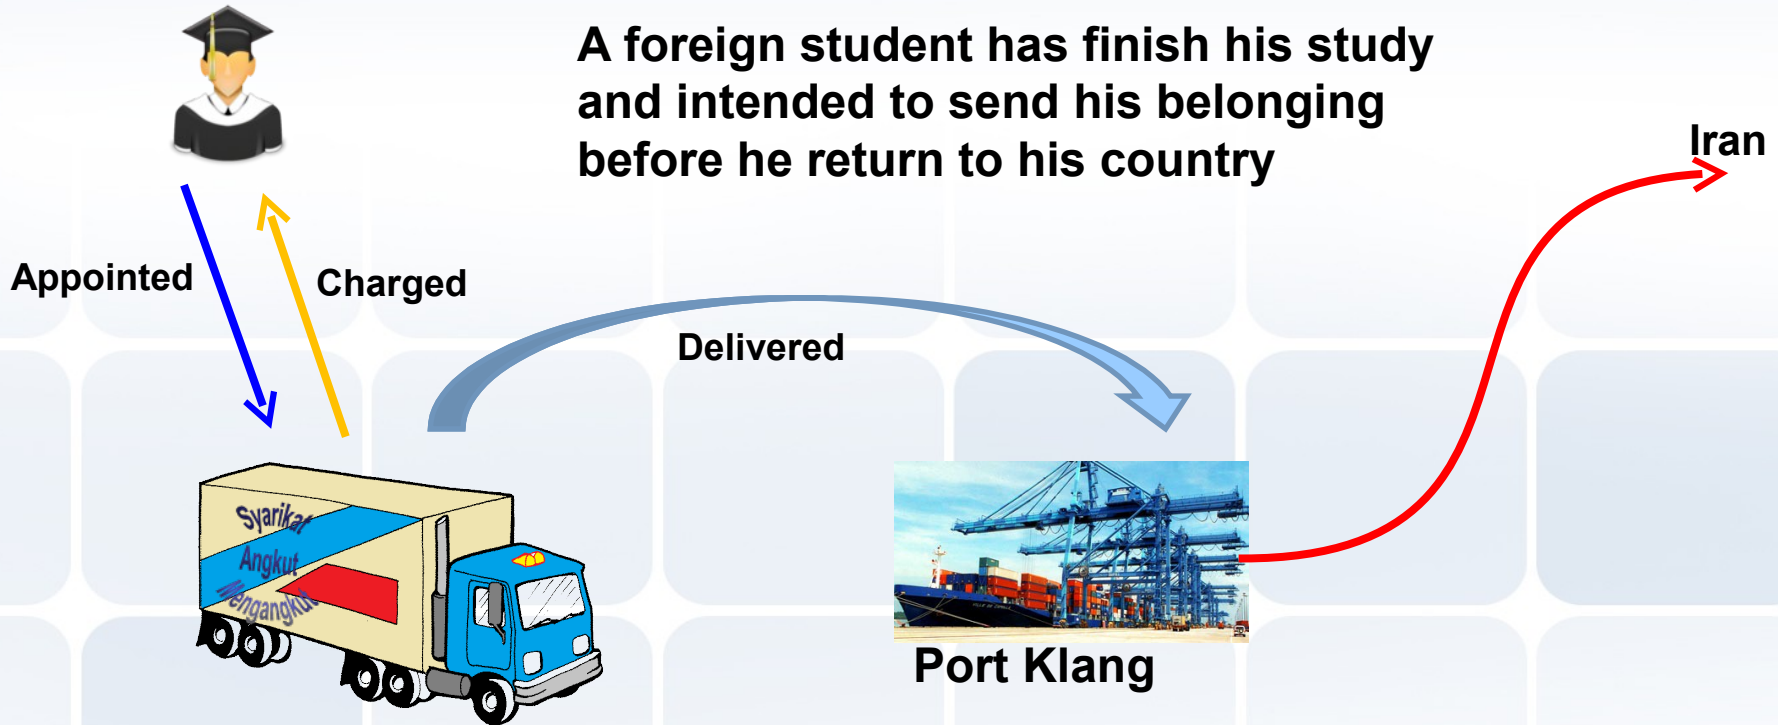 A foreign student has finish his study
and intended to send his belonging
before he return to his country
Iran
Appointed
Charged
Delivered
Syarikat
Angkut
Mengangkut
Port Klang